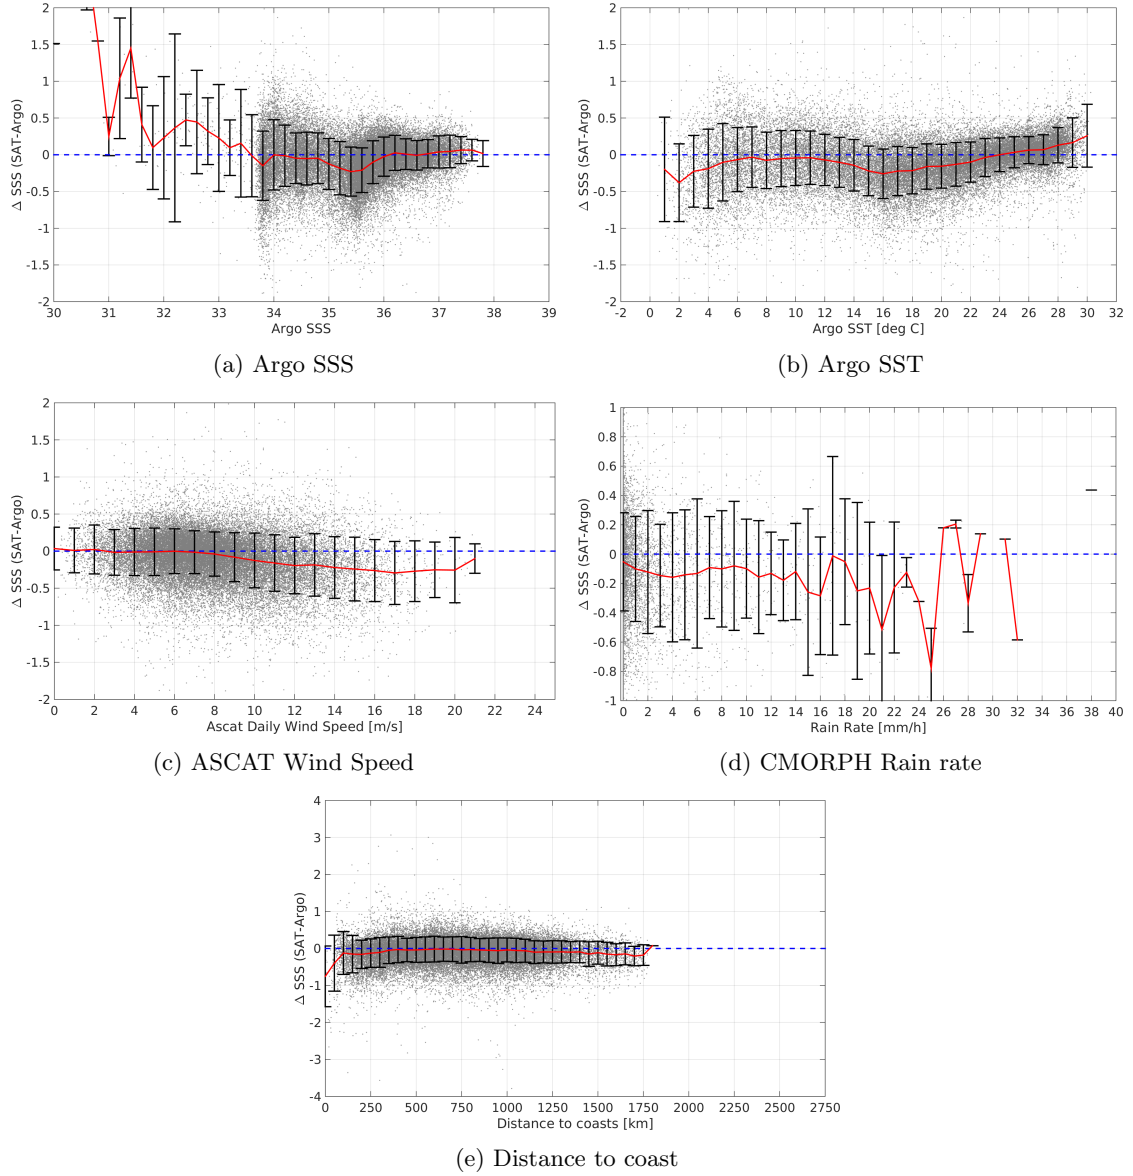 2
1.5
1
0.5
0
-0.5
-1
-1.5
-2
Δ SSS (SAT-Argo)
30 31 32 33 34 35 36 37 38 39
Argo SSS
(a) Argo SSS
2
1.5
1
0.5
0
-0.5
-1
-1.5
-2
Δ SSS (SAT-Argo)
-2 0 2 4 6 8 10 12 14 16 18 20 22 24 26 28 30 32
Argo SST [deg C]
(b) Argo SST
2
1.5
1
0.5
0
-0.5
-1
-1.5
-2
Δ SSS (SAT-Argo)
0 2 4 6 8 10 12 14 16 18 20 22 24
Ascat Daily Wind Speed [m/s]
(c) ASCAT Wind Speed
1
0.8
0.6
0.4
0.2
0
-0.2
-0.4
-0.6
-0.8
-1
Δ SSS (SAT-Argo)
0 2 4 6 8 10 12 14 16 18 20 22 24 26 28 30 32 34 36 38 40
Rain Rate [mm/h]
(d) CMORPH Rain rate
4
3
2
1
0
-1
-2
-3
-4
Δ SSS (SAT-Argo)
0 250 500 750 1000 1250 1500 1750 2000 2250 2500 2750
Distance to coasts [km]
(e) Distance to coast